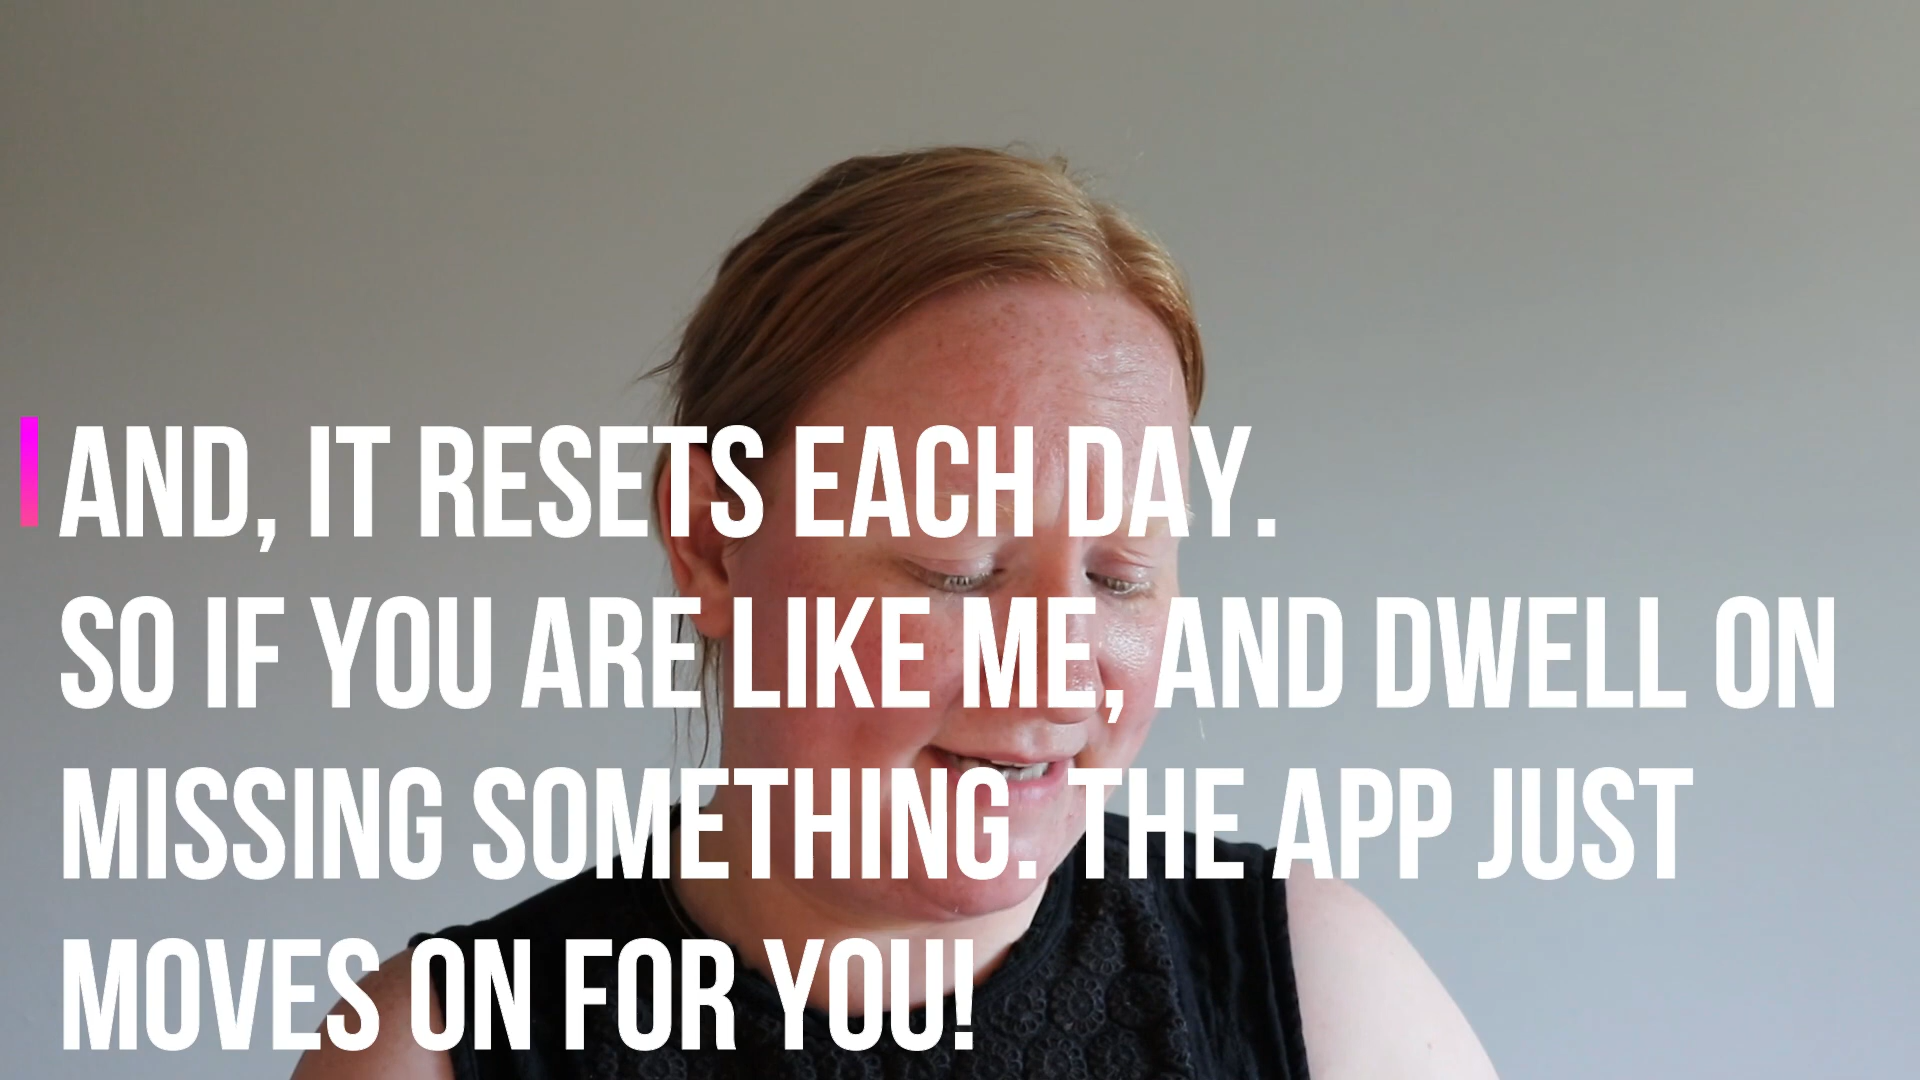 AND, IT RESETS EACH DAY.
SO IF YOU ARE LIKE ME, AND DWELL ON
MISSING SOMETHING. THE APP JUST
MOVES ON FOR YOU!